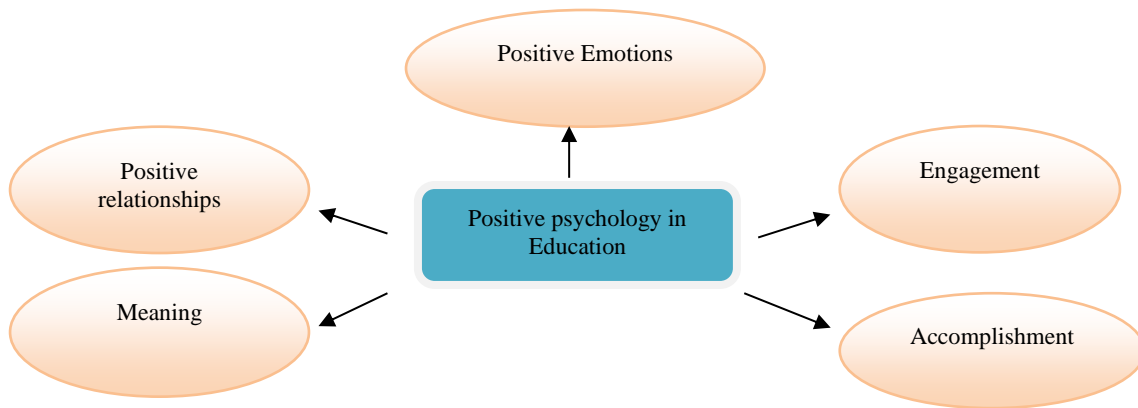 Positive Emotions
Positive
relationships
Engagement
Positive psychology in
Education
Meaning
Accomplishment